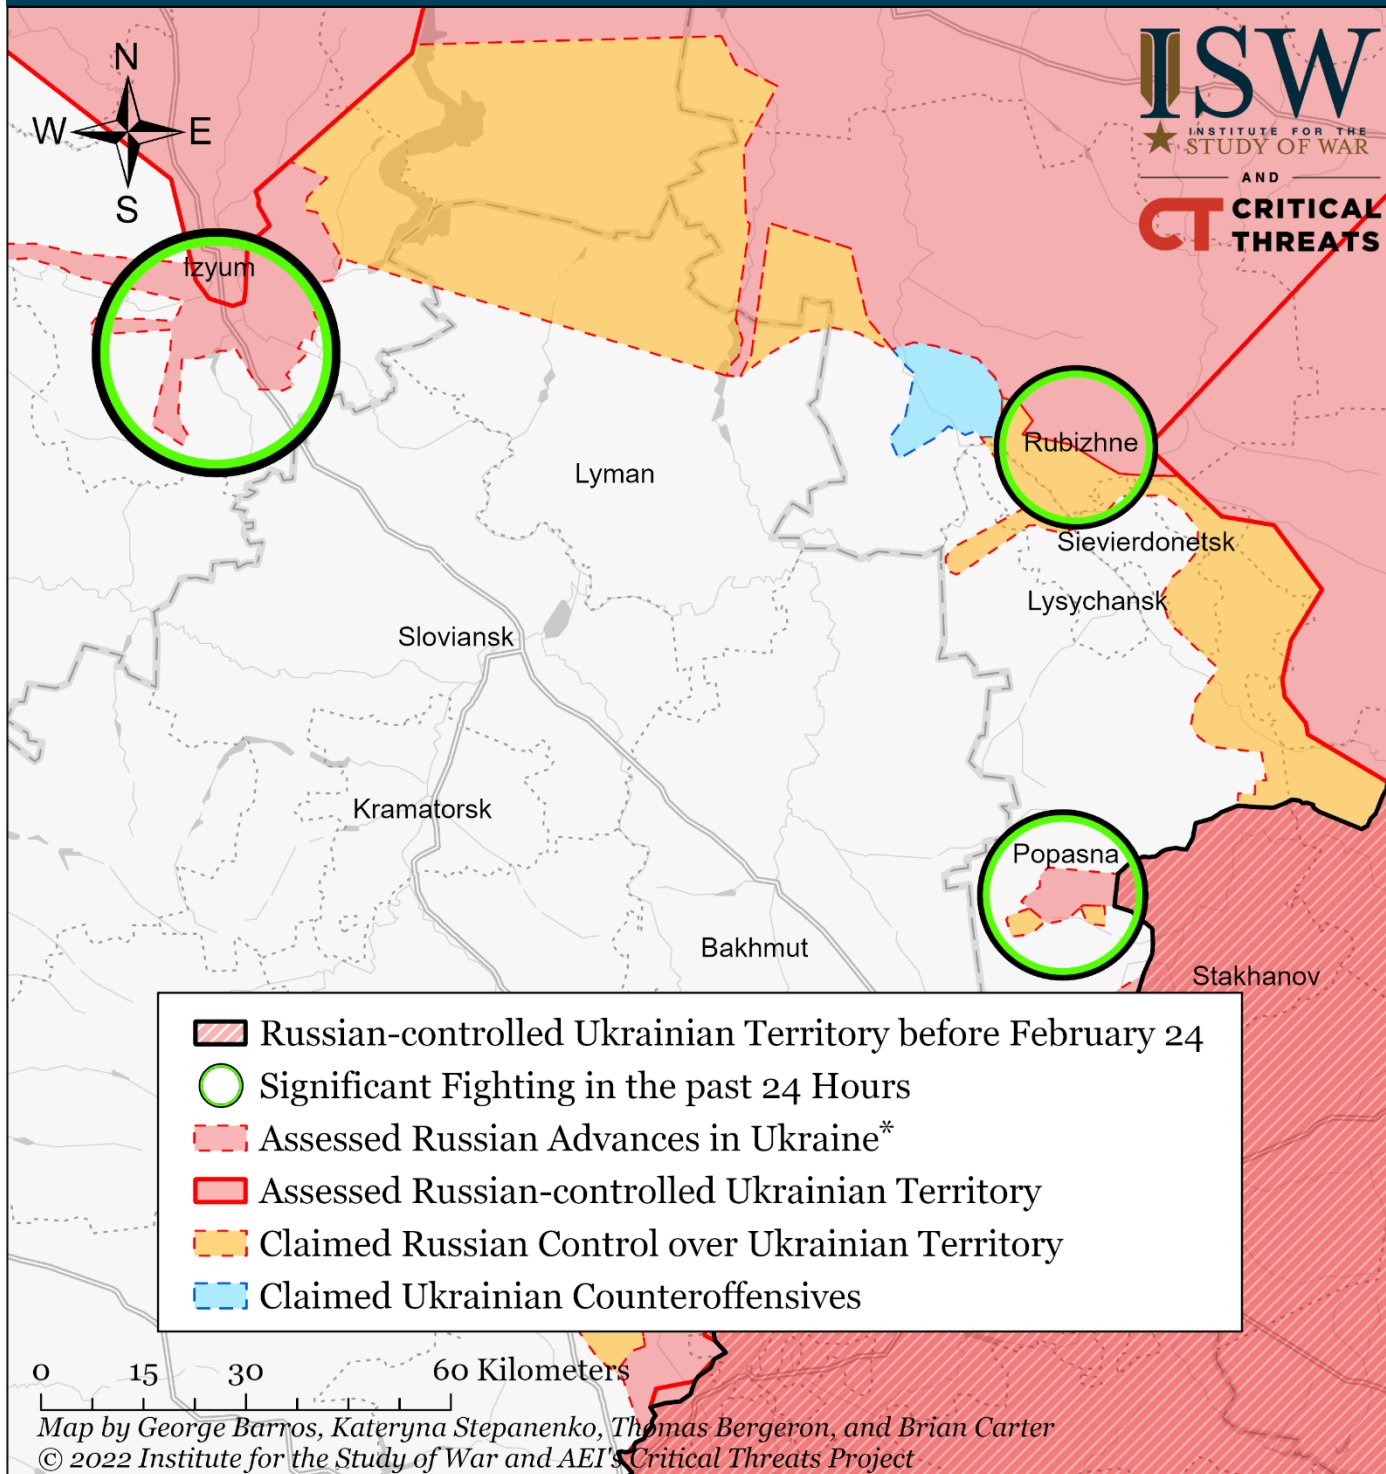 N
W E
S
ISW
INSTITUTE FOR THE
STUDY OF WAR
AND
CT CRITICAL
THREATS
Izyum
Rubizhne
Lyman
Sievierdonetsk
Lysychansk
Sloviansk
Kramatorsk
Popasna
Bakhmut
Stakhanov
Russian-controlled Ukrainian Territory before February 24
Significant Fighting in the past 24 Hours
Assessed Russian Advances in Ukraine*
Assessed Russian-controlled Ukrainian Territory
Claimed Russian Control over Ukrainian Territory
Claimed Ukrainian Counteroffensives
0 15 30 60 Kilometers
Map by George Barros, Kateryna Stepanenko, Thomas Bergeron, and Brian Carter
© 2022 Institute for the Study of War and AEI's Critical Threats Project